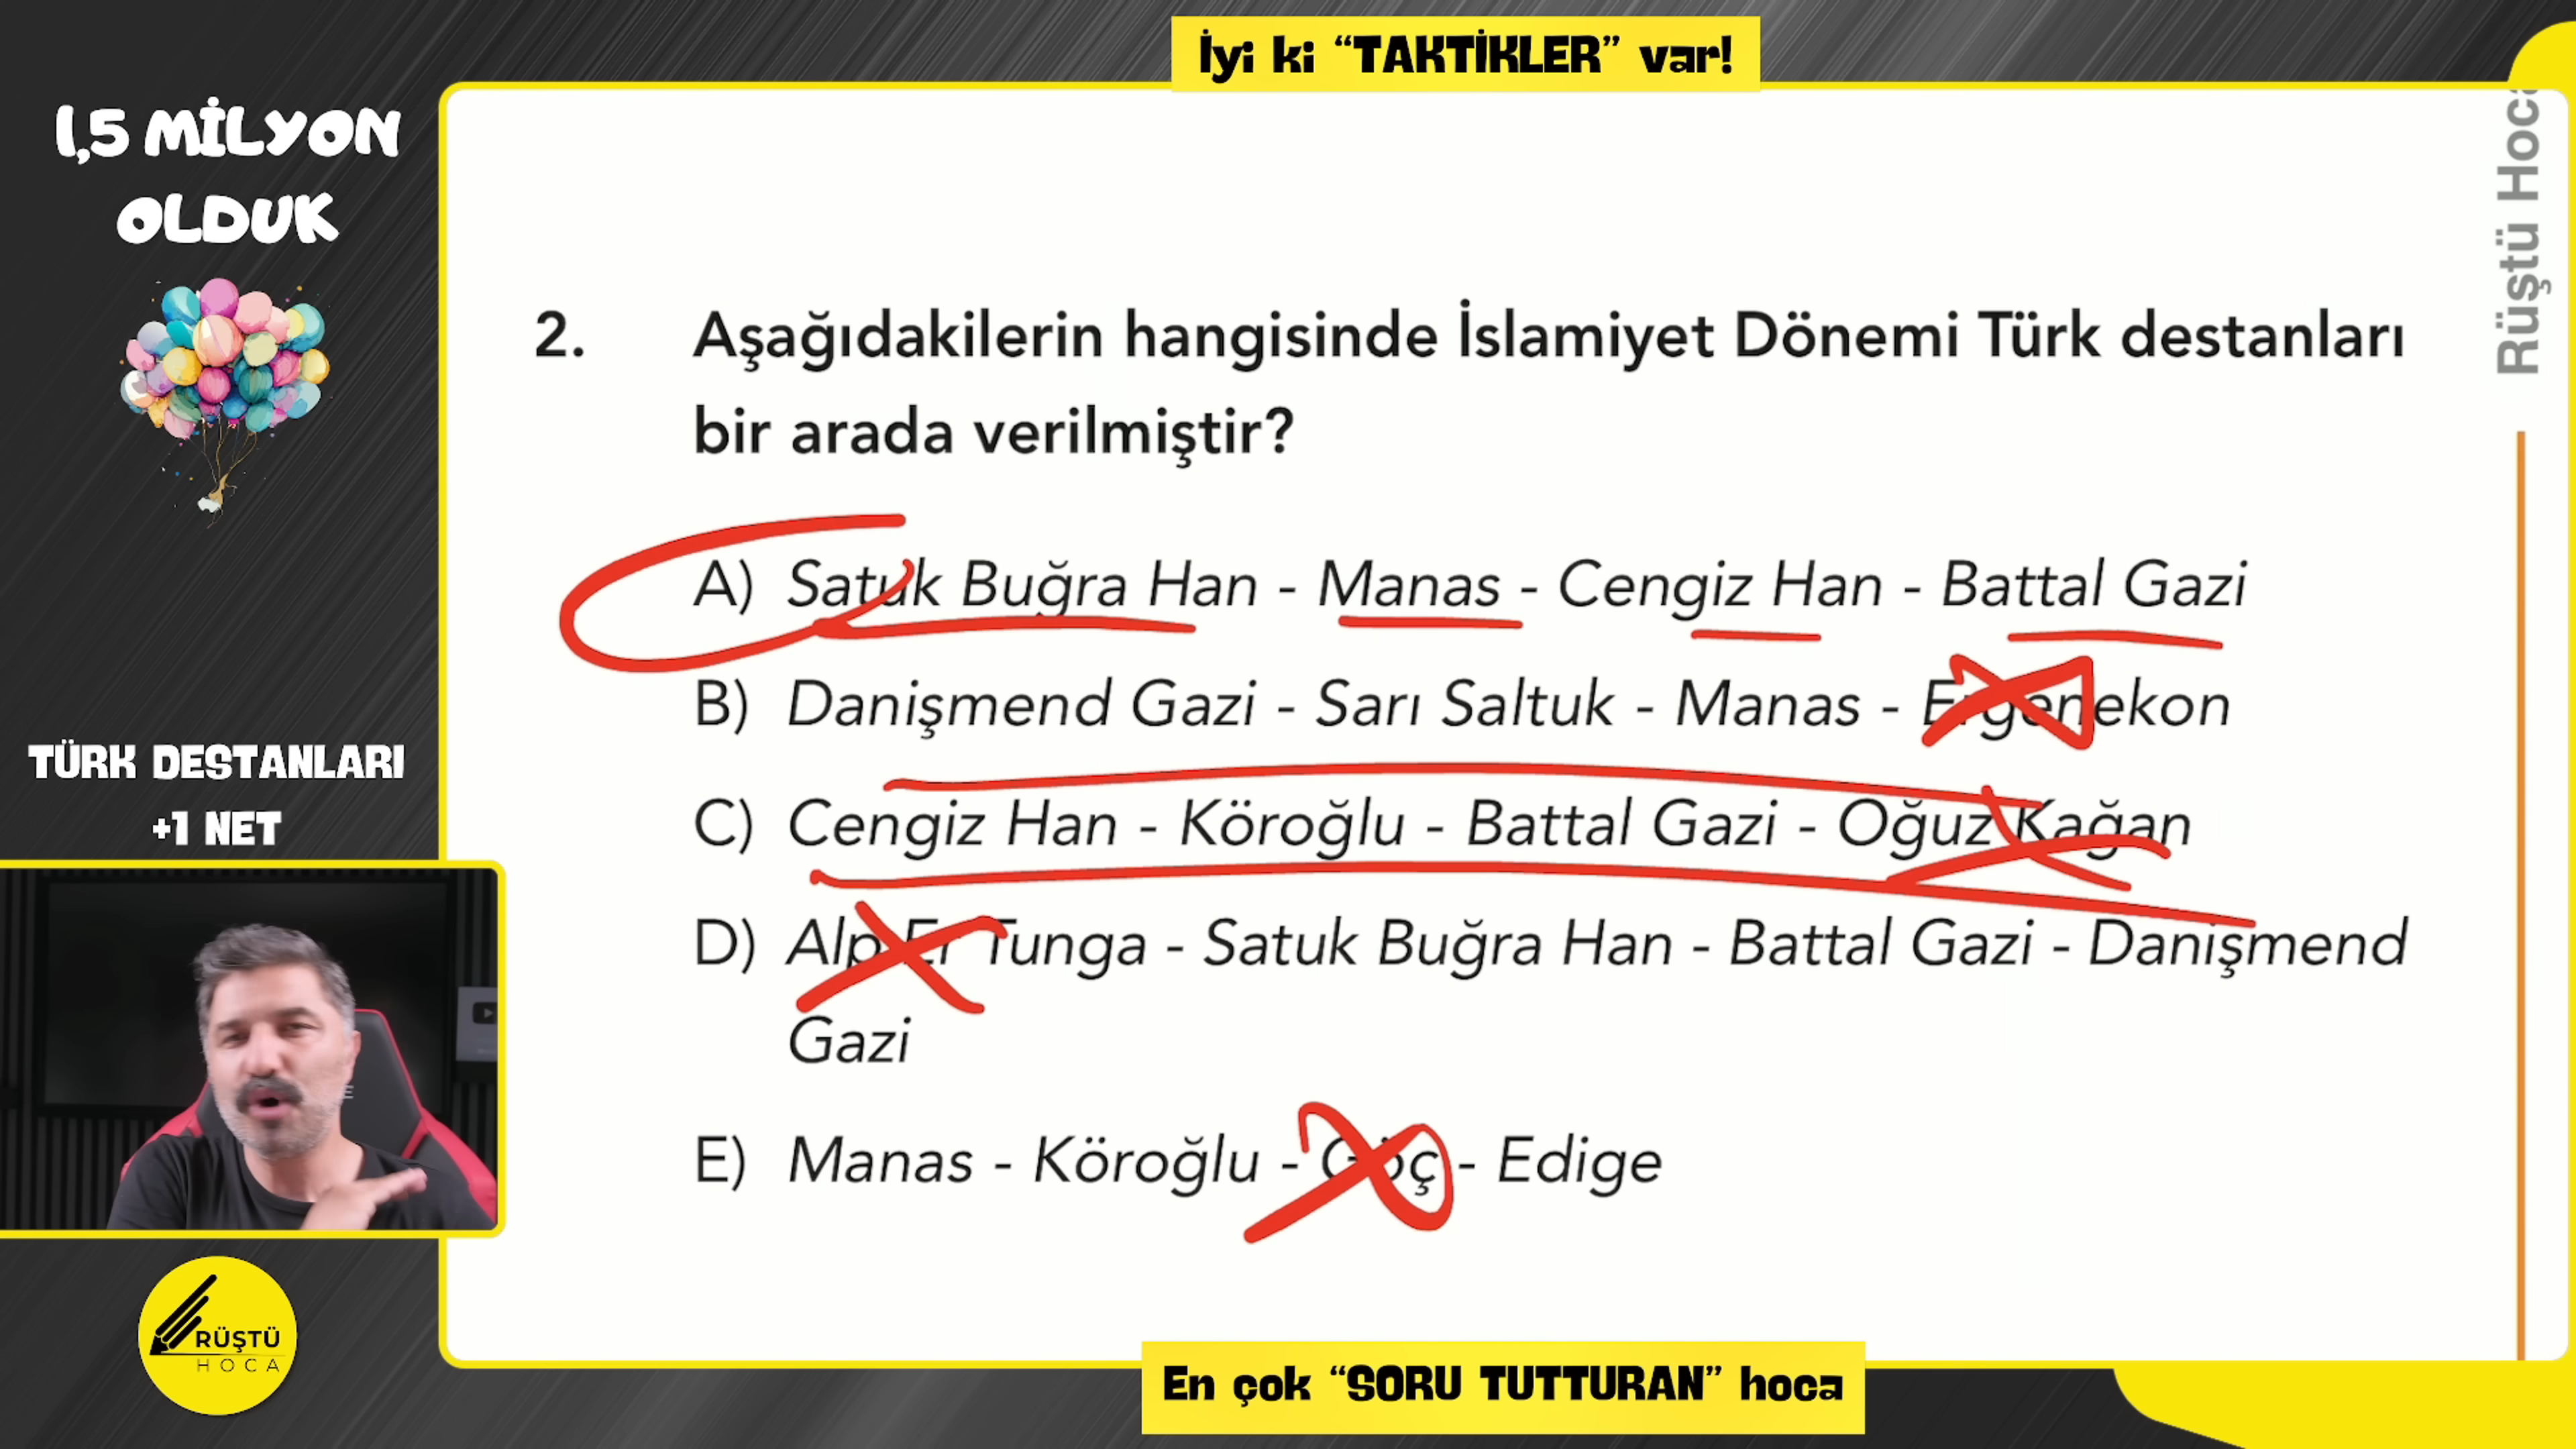 İyi ki “TAKTİKLER” var!
1,5 MİLYON
OLDUK
Rüştü Hoca
2. Aşağıdakilerin hangisinde İslamiyet Dönemi Türk destanları
bir arada verilmiştir?
A) Satuk Buğra Han - Manas - Cengiz Han - Battal Gazi
B) Danişmend Gazi - Sarı Saltuk - Manas - Ergenekon
C) Cengiz Han - Köroğlu - Battal Gazi - Oğuz Kağan
D) Alp Er Tunga - Satuk Buğra Han - Battal Gazi - Danişmend
Gazi
E) Manas - Köroğlu - Göç - Edige
TÜRK DESTANLARI
+1 NET
RÜŞTÜ
HOCA
En çok “SORU TUTTURAN” hoca